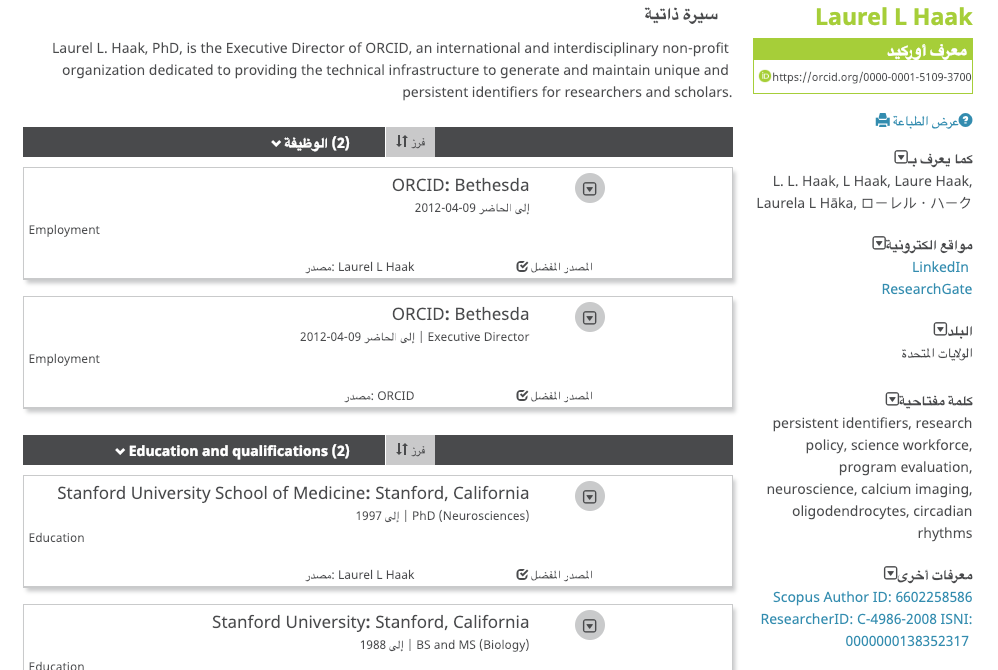 Laurel L Haak
معرف أوركيد
https://orcid.org/0000-0001-5109-3700
عرض الطباعة
كما يعرف بـ
L. L. Haak, L Haak, Laure Haak,
Laurela L Hāka, ローレル・ハーク
مواقع الكترونية
LinkedIn
ResearchGate
البلد
الولايات المتحدة
كلمة مفتاحية
persistent identifiers, research
policy, science workforce,
program evaluation,
neuroscience, calcium imaging,
oligodendrocytes, circadian
rhythms
معرفات أخرى
Scopus Author ID: 6602258586
ResearcherID: C-4986-2008 ISNI:
0000000138352317
سيرة ذاتية
Laurel L. Haak, PhD, is the Executive Director of ORCID, an international and interdisciplinary non-profit
organization dedicated to providing the technical infrastructure to generate and maintain unique and
persistent identifiers for researchers and scholars.
الوظيفة (2)
فرز
ORCID: Bethesda
2012-04-09 إلى الحاضر
Employment
مصدر: Laurel L Haak
المصدر المفضل
ORCID: Bethesda
2012-04-09 إلى الحاضر | Executive Director
Employment
مصدر: ORCID
المصدر المفضل
Education and qualifications (2)
فرز
Stanford University School of Medicine: Stanford, California
إلى 1997 | PhD (Neurosciences)
Education
مصدر: Laurel L Haak
المصدر المفضل
Stanford University: Stanford, California
إلى 1988 | BS and MS (Biology)
Education